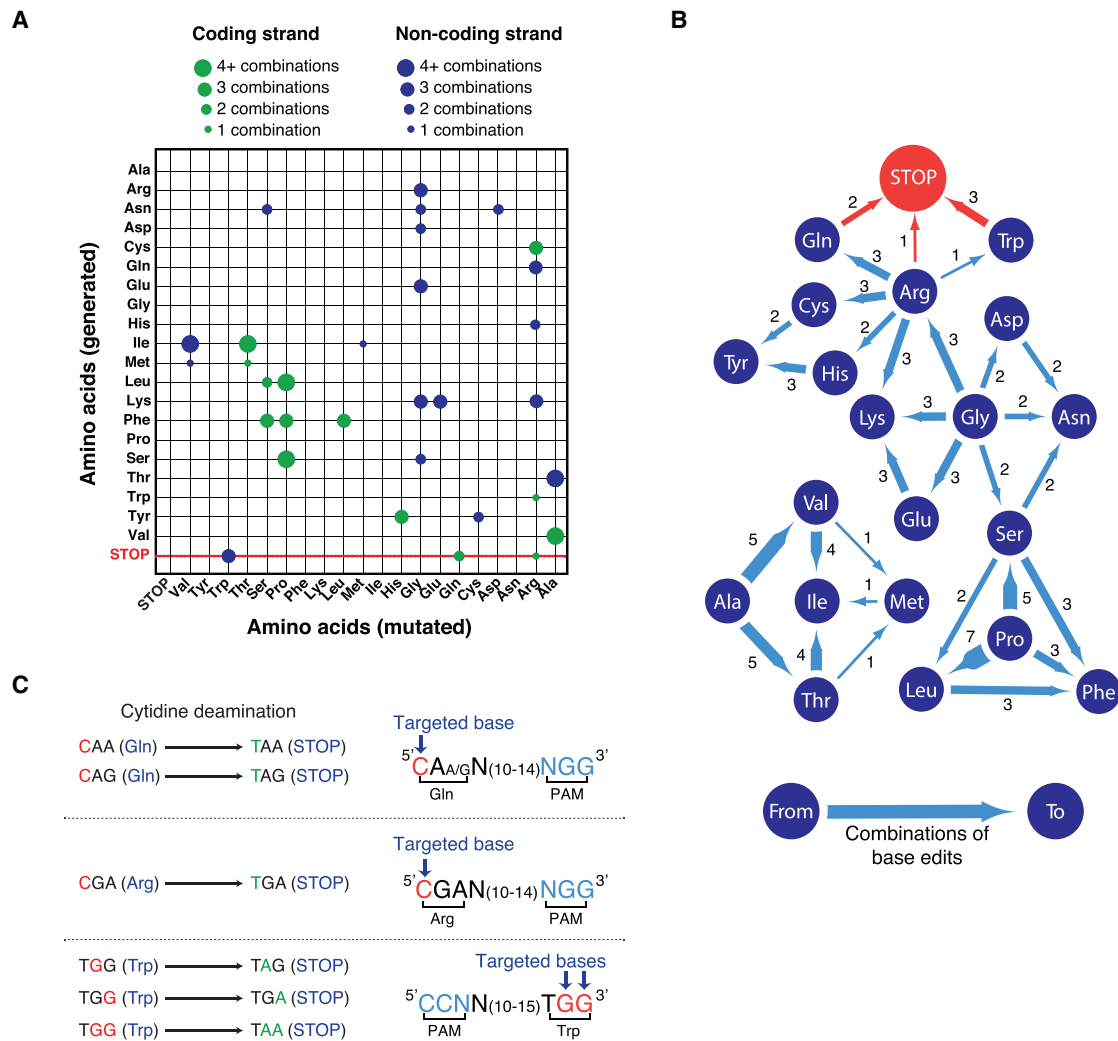 A
Coding strand
4+ combinations
3 combinations
2 combinations
1 combination
Non-coding strand
4+ combinations
3 combinations
2 combinations
1 combination
Amino acids (generated)
Ala
Arg
Asn
Asp
Cys
Gln
Glu
Gly
His
Ile
Met
Leu
Lys
Phe
Pro
Ser
Thr
Trp
Tyr
Val
STOP
STOP
Val
Tyr
Trp
Thr
Ser
Pro
Phe
Lys
Leu
Met
Ile
His
Gly
Glu
Gln
Cys
Asp
Asn
Arg
Ala
Amino acids (mutated)
B
STOP
2
3
1
Gln
Trp
3
1
Arg
3
Cys
Asp
2
2
3
3
2
Tyr
3
His
2
Lys
3
Gly
2
Asn
3
3
2
2
Glu
Val
Ser
5
4
1
Ala
Ile
1
Met
2
5
3
Pro
7
3
5
4
1
Thr
Leu
3
Phe
From
To
Combinations of
base edits
C
Cytidine deamination
CAA (Gln) TAA (STOP)
CAG (Gln) TAG (STOP)
Targeted base
5’CAA/GN(10-14)NGG3’
Gln PAM
CGA (Arg) TGA (STOP)
Targeted base
5’CGAN(10-14)NGG3’
Arg PAM
TGG (Trp) TAG (STOP)
TGG (Trp) TGA (STOP)
TGG (Trp) TAA (STOP)
Targeted bases
5’CCNN(10-15)TGG3’
PAM Trp